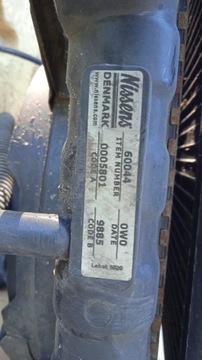 Nissens
DENMARK
www.nissens.com
60044
ITEM NUMBER
0005801
CODE A
OWO
DATE
9885
CODE B